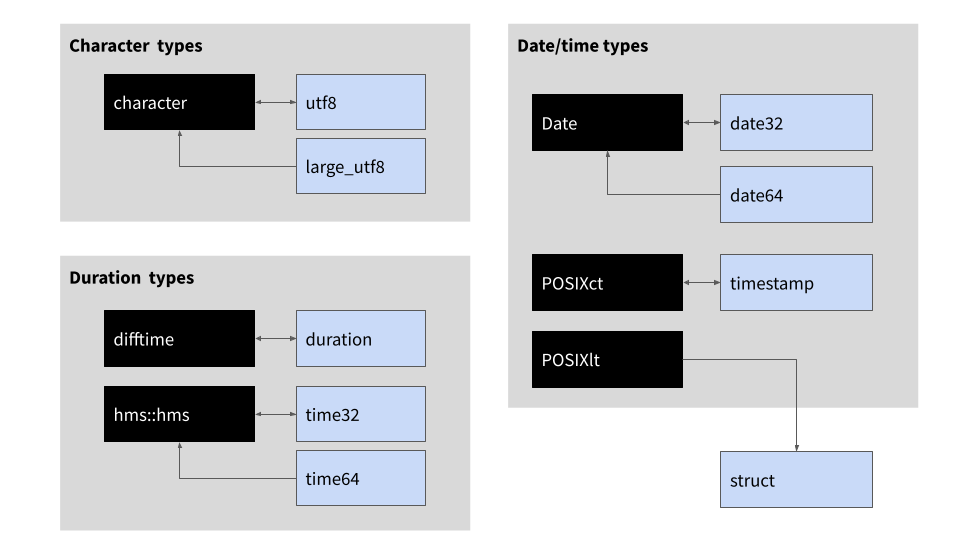 Character types
character
utf8
large_utf8
Duration types
difftime
duration
hms::hms
time32
time64
Date/time types
Date
date32
date64
POSIXct
timestamp
POSIXlt
struct